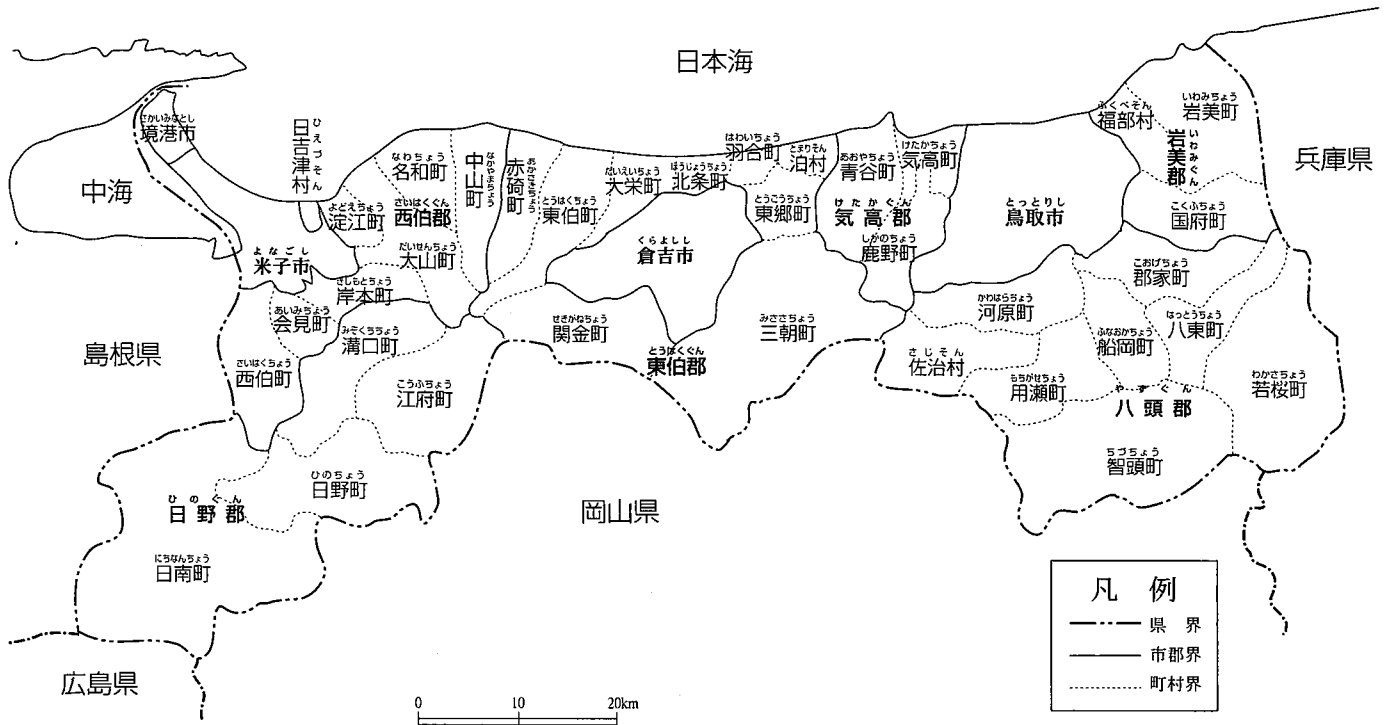 日本海
中海
島根県
広島県
岡山県
兵庫県
さかいみなとし
境港市
ひえづそん
日吉津村
よなごし
米子市
よどえちょう
淀江町
なわちょう
名和町
さいはくぐん
西伯郡
だいせんちょう
大山町
なかやまちょう
中山町
きしもとちょう
岸本町
あいみちょう
会見町
さいはくちょう
西伯町
みぞくちちょう
溝口町
こうふちょう
江府町
ひのちょう
日野町
ひのぐん
日野郡
にちなんちょう
日南町
あかさきちょう
赤碕町
とうはくちょう
東伯町
だいえいちょう
大栄町
ほうじょうちょう
北条町
はわいちょう
羽合町
とまりそん
泊村
とうごうちょう
東郷町
くらよしし
倉吉市
せきがねちょう
関金町
みささちょう
三朝町
とうはくぐん
東伯郡
あおやちょう
青谷町
けたかちょう
気高町
けたかぐん
気高郡
しかのちょう
鹿野町
とっとりし
鳥取市
ふくべそん
福部村
いわみちょう
岩美町
いわみぐん
岩美郡
こくふちょう
国府町
こおげちょう
郡家町
かわはらちょう
河原町
ふなおかちょう
船岡町
はっとうちょう
八東町
わかさちょう
若桜町
さじそん
佐治村
もちがせちょう
用瀬町
やずぐん
八頭郡
ちづちょう
智頭町
凡例
県界
市郡界
町村界
0 10 20km